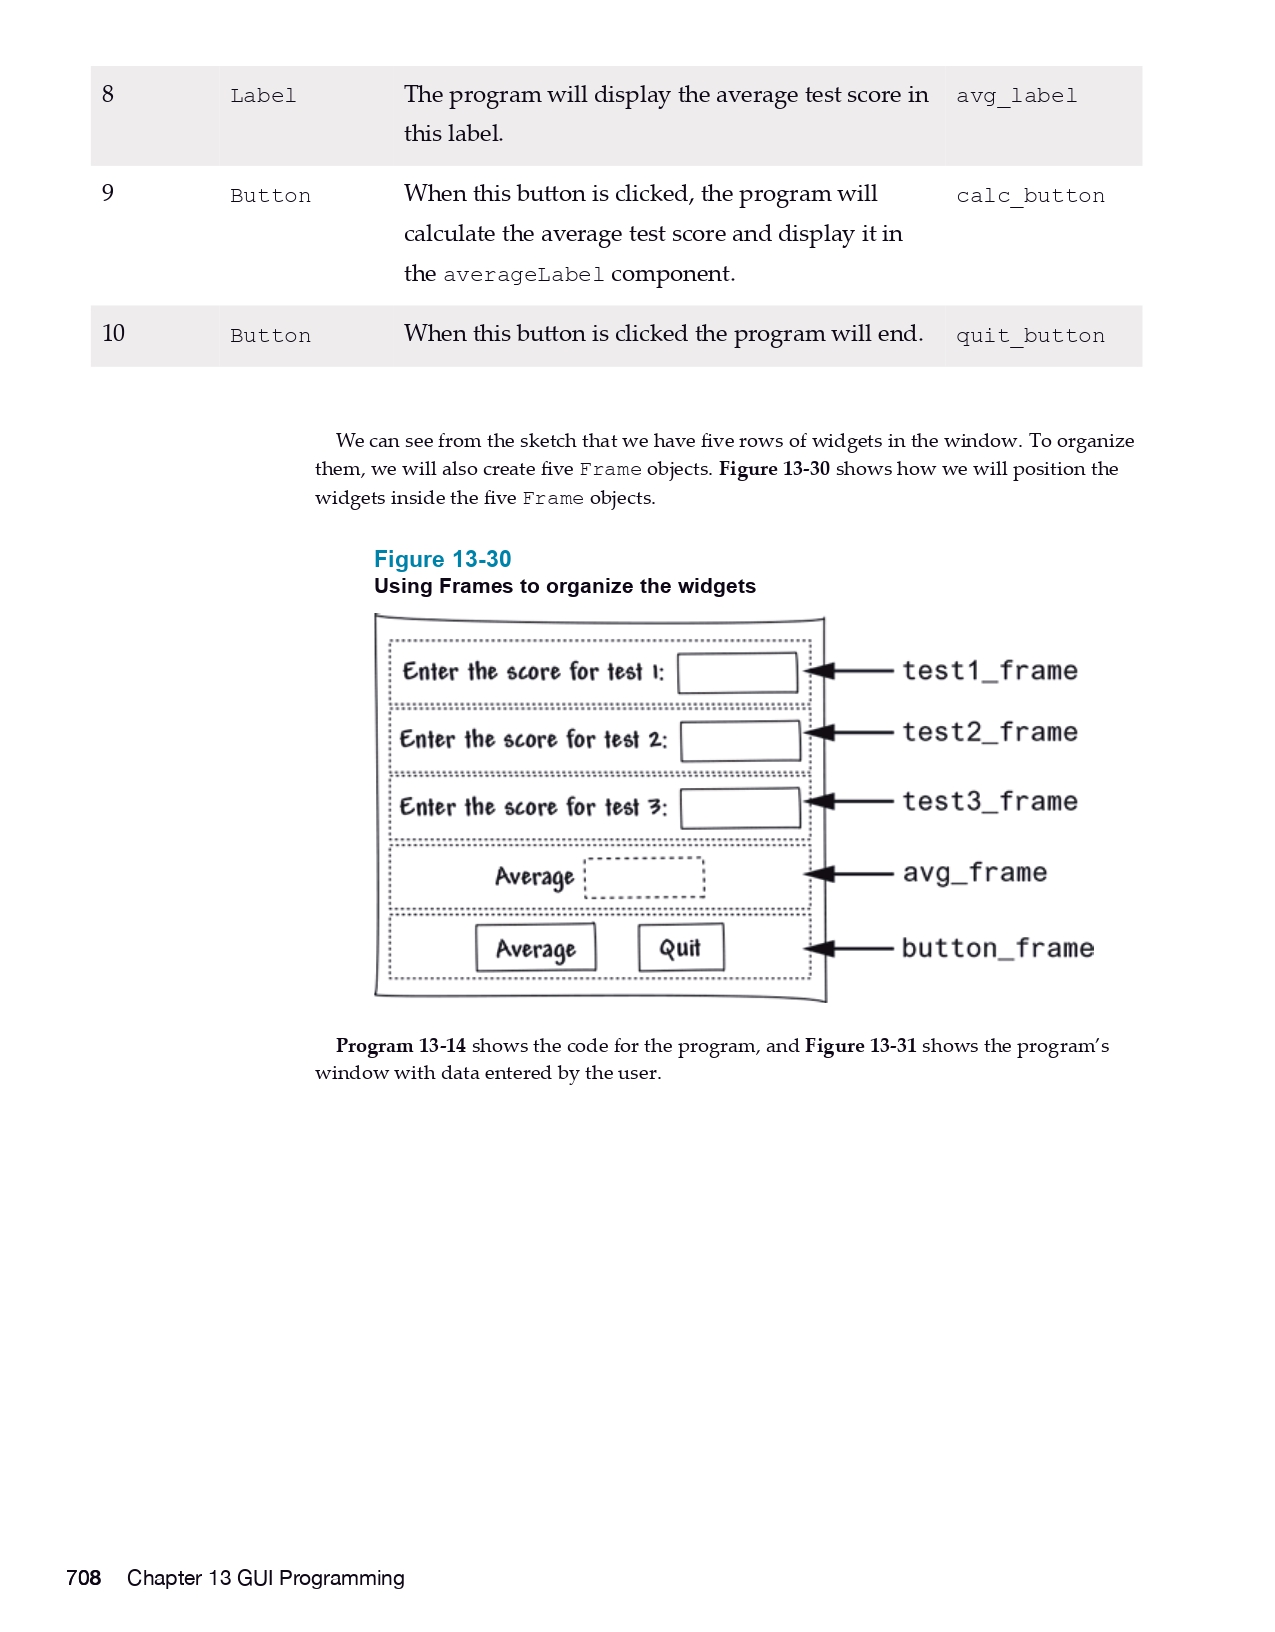 8 Label The program will display the average test score in avg_label
this label.
9 Button When this button is clicked, the program will calc_button
calculate the average test score and display it in
the averageLabel component.
10 Button When this button is clicked the program will end. quit_button
We can see from the sketch that we have five rows of widgets in the window. To organize
them, we will also create five Frame objects. Figure 13-30 shows how we will position the
widgets inside the five Frame objects.
Figure 13-30
Using Frames to organize the widgets
Enter the score for test 1: test1_frame
Enter the score for test 2: test2_frame
Enter the score for test 3: test3_frame
Average avg_frame
Average Quit button_frame
Program 13-14 shows the code for the program, and Figure 13-31 shows the program’s
window with data entered by the user.
708 Chapter 13 GUI Programming